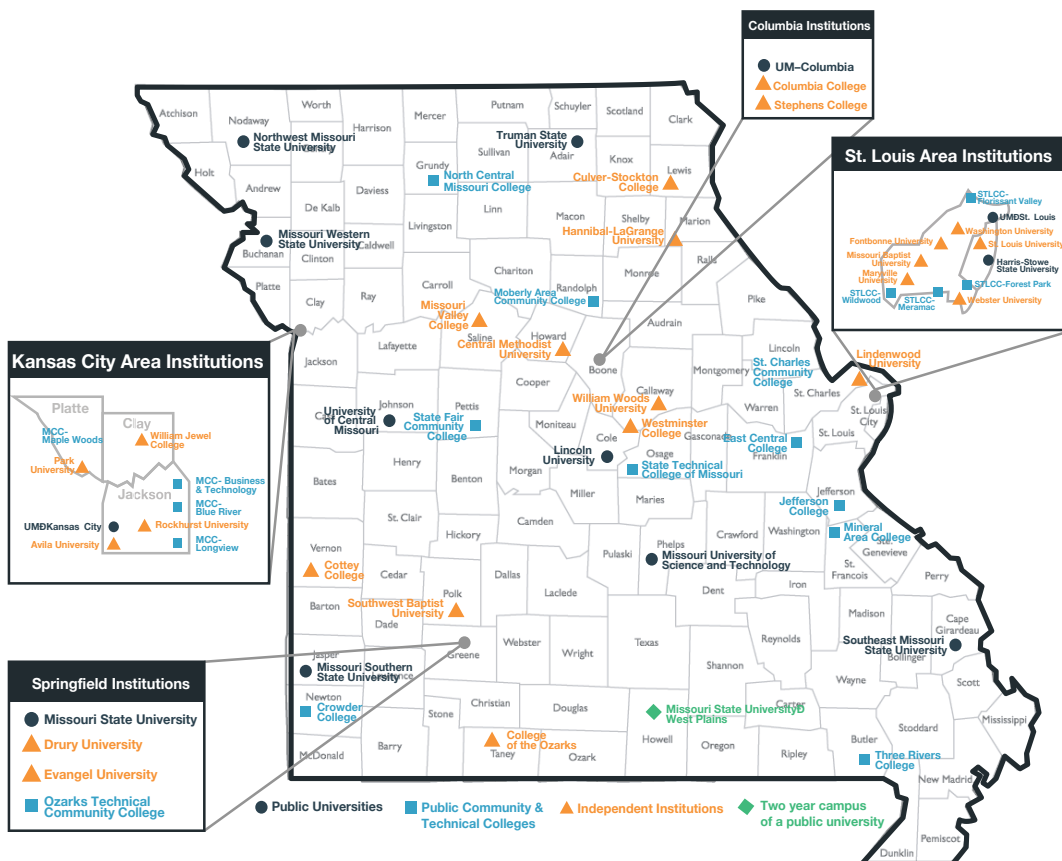 Columbia Institutions
UM–Columbia
Columbia College
Stephens College
St. Louis Area Institutions
STLCC-
Florissant Valley
UMĐSt. Louis
Washington University
Fontbonne University
St. Louis University
Missouri Baptist
University
Harris-Stowe
State University
Maryville
University
STLCC-Forest Park
STLCC-
Wildwood
STLCC-
Meramac
Webster University
Kansas City Area Institutions
Platte
Clay
MCC-
Maple Woods
William Jewel
College
Park
University
Jackson
MCC- Business
& Technology
MCC-
Blue River
UMĐKansas City
Rockhurst University
Avila University
MCC-
Longview
Springfield Institutions
Missouri State University
Drury University
Evangel University
Ozarks Technical
Community College
Atchison
Nodaway
Worth
Harrison
Mercer
Putnam
Schuyler
Scotland
Clark
Northwest Missouri
State University
Truman State
University
Sullivan
Adair
Knox
Lewis
Holt
Andrew
Grundy
North Central
Missouri College
Culver-Stockton
College
De Kalb
Daviess
Linn
Macon
Shelby
Marion
Livingston
Hannibal-LaGrange
University
Missouri Western
State University
Buchanan
Caldwell
Clinton
Ralls
Platte
Chariton
Monroe
Clay
Ray
Carroll
Randolph
Moberly Area
Community College
Pike
Missouri
Valley
College
Saline
Audrain
Howard
Central Methodist
University
Lafayette
Jackson
Boone
Lincoln
Montgomery
St. Charles
Community
College
Lindenwood
University
Cooper
Callaway
William Woods
University
Warren
St. Charles
St. Louis
City
Johnson
University
of Central
Missouri
Pettis
State Fair
Community
College
Moniteau
Westminster
College
Cole
Gasconade
East Central
College
Franklin
St. Louis
Lincoln
University
Osage
State Technical
College of Missouri
Henry
Morgan
Bates
Benton
Miller
Maries
Jefferson
Jefferson
College
St. Clair
Camden
Hickory
Pulaski
Phelps
Crawford
Washington
Mineral
Area College
Ste.
Genevieve
Vernon
Cottey
College
Cedar
Dallas
Laclede
Missouri University of
Science and Technology
Dent
Iron
St.
Francois
Perry
Barton
Polk
Southwest Baptist
University
Dade
Madison
Cape
Girardeau
Webster
Wright
Texas
Reynolds
Southeast Missouri
State University
Bollinger
Jasper
Greene
Missouri Southern
State University
Lawrence
Shannon
Wayne
Scott
Newton
Crowder
College
Christian
Douglas
Missouri State UniversityĐ
West Plains
Carter
Stone
Stoddard
Mississippi
McDonald
Barry
College
of the Ozarks
Taney
Ozark
Howell
Oregon
Ripley
Butler
Three Rivers
College
New Madrid
Public Universities
Public Community &
Technical Colleges
Independent Institutions
Two year campus
of a public university
Pemiscot
Dunklin